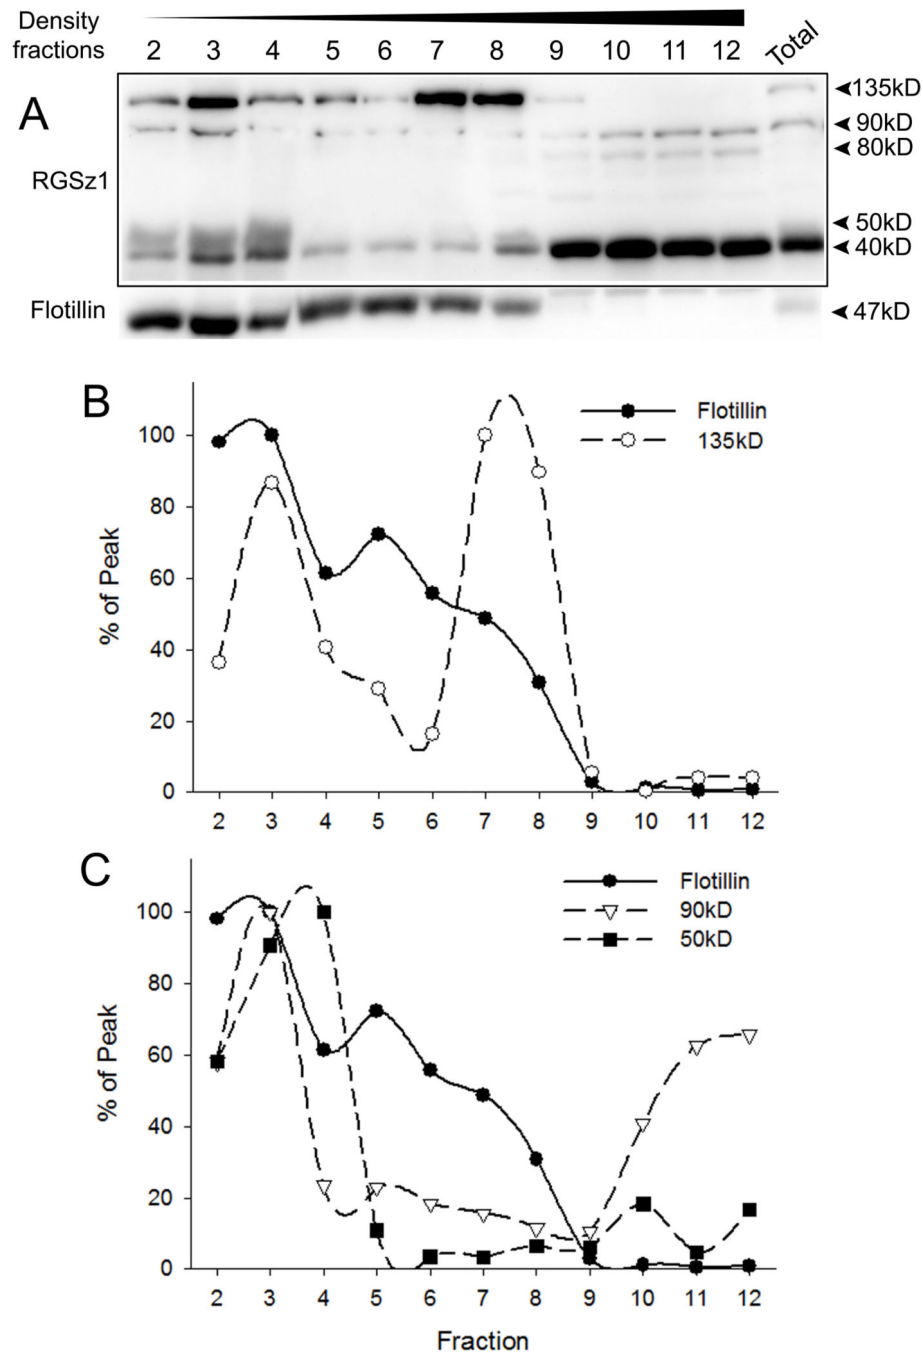 Density
fractions
2 3 4 5 6 7 8 9 10 11 12 Total
A
RGSz1
135kD
90kD
80kD
50kD
40kD
Flotillin
47kD
B
Flotillin
135kD
% of Peak
100
80
60
40
20
0
2 3 4 5 6 7 8 9 10 11 12
C
Flotillin
90kD
50kD
% of Peak
100
80
60
40
20
0
2 3 4 5 6 7 8 9 10 11 12
Fraction